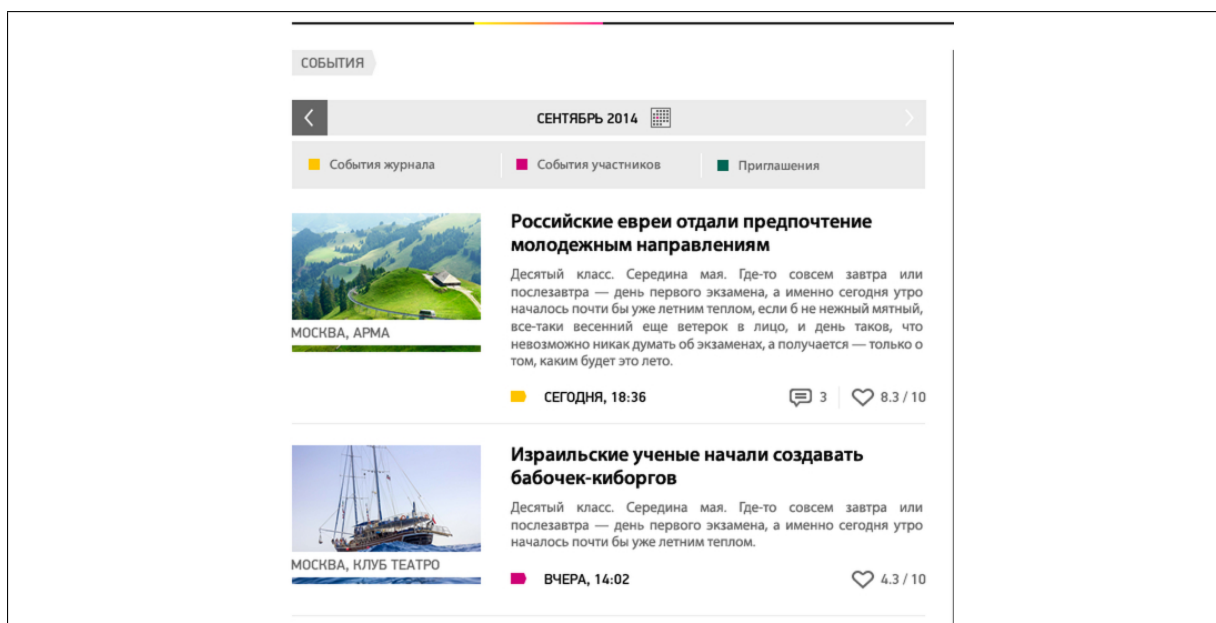 СОБЫТИЯ
СЕНТЯБРЬ 2014
События журнала
События участников
Приглашения
Российские евреи отдали предпочтение
молодежным направлениям
Десятый класс. Середина мая. Где-то совсем завтра или
послезавтра — день первого экзамена, а именно сегодня утро
началось почти бы уже летним теплом, если б не нежный мятный,
все-таки весенний еще ветерок в лицо, и день таков, что
невозможно никак думать об экзаменах, а получается — только о
том, каким будет это лето.
МОСКВА, АРМА
СЕГОДНЯ, 18:36
3
8.3 / 10
Израильские ученые начали создавать
бабочек-киборгов
Десятый класс. Середина мая. Где-то совсем завтра или
послезавтра — день первого экзамена, а именно сегодня утро
началось почти бы уже летним теплом.
МОСКВА, КЛУБ ТЕАТРО
ВЧЕРА, 14:02
4.3 / 10